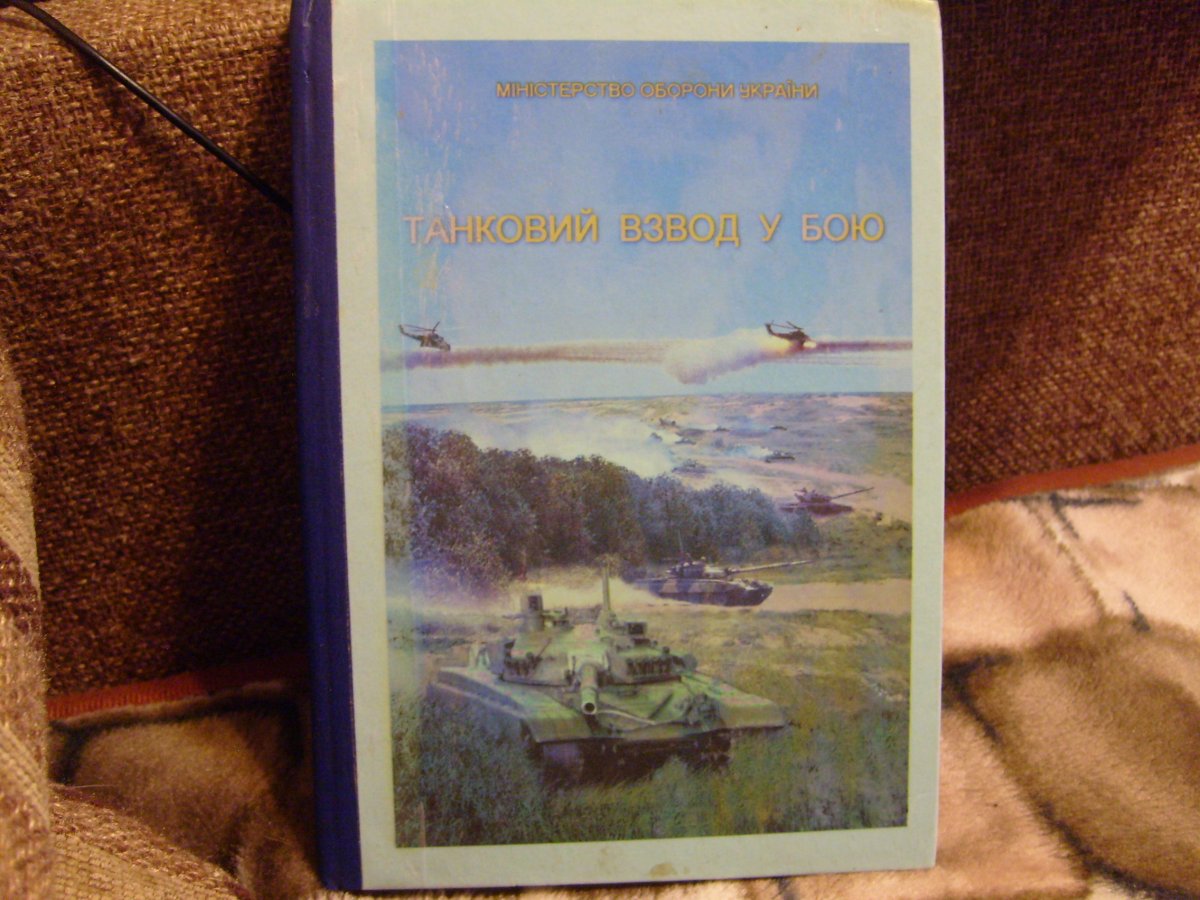 МІНІСТЕРСТВО ОБОРОНИ УКРАЇНИ
ТАНКОВИЙ ВЗВОД У БОЮ